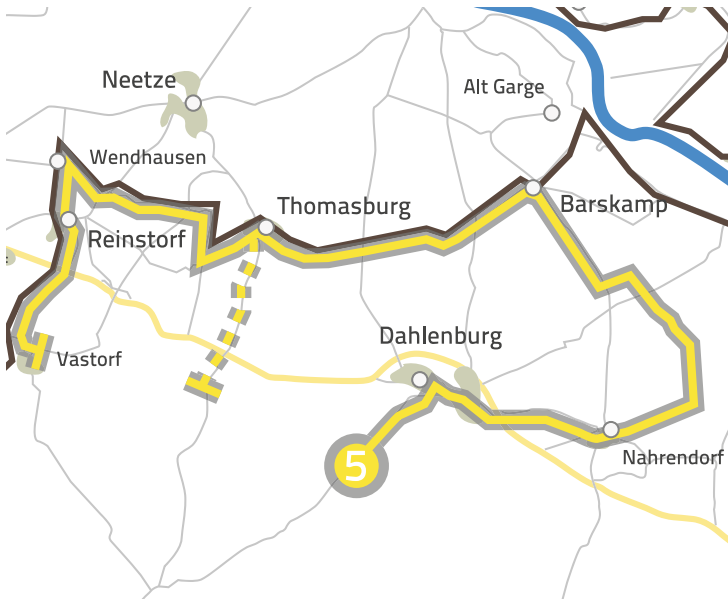 Neetze
Alt Garge
Wendhausen
Thomasburg
Barskamp
Reinstorf
Dahlenburg
Vastorf
Nahrendorf
5